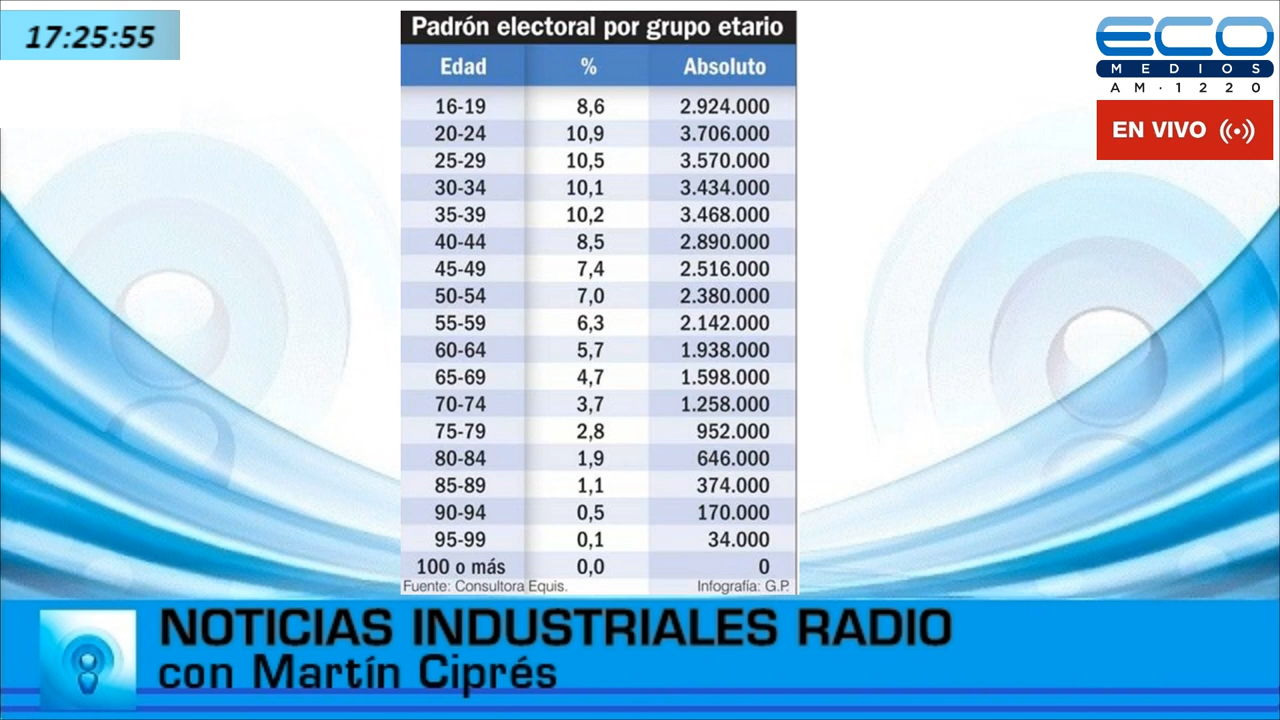 17:25:55
Padrón electoral por grupo etario
Edad % Absoluto
16-19 8,6 2.924.000
20-24 10,9 3.706.000
25-29 10,5 3.570.000
30-34 10,1 3.434.000
35-39 10,2 3.468.000
40-44 8,5 2.890.000
45-49 7,4 2.516.000
50-54 7,0 2.380.000
55-59 6,3 2.142.000
60-64 5,7 1.938.000
65-69 4,7 1.598.000
70-74 3,7 1.258.000
75-79 2,8 952.000
80-84 1,9 646.000
85-89 1,1 374.000
90-94 0,5 170.000
95-99 0,1 34.000
100 o más 0,0 0
Fuente: Consultora Equis. Infografía: G.P.
ECO
MEDIOS
AM·1220
EN VIVO
NOTICIAS INDUSTRIALES RADIO
con Martín Ciprés